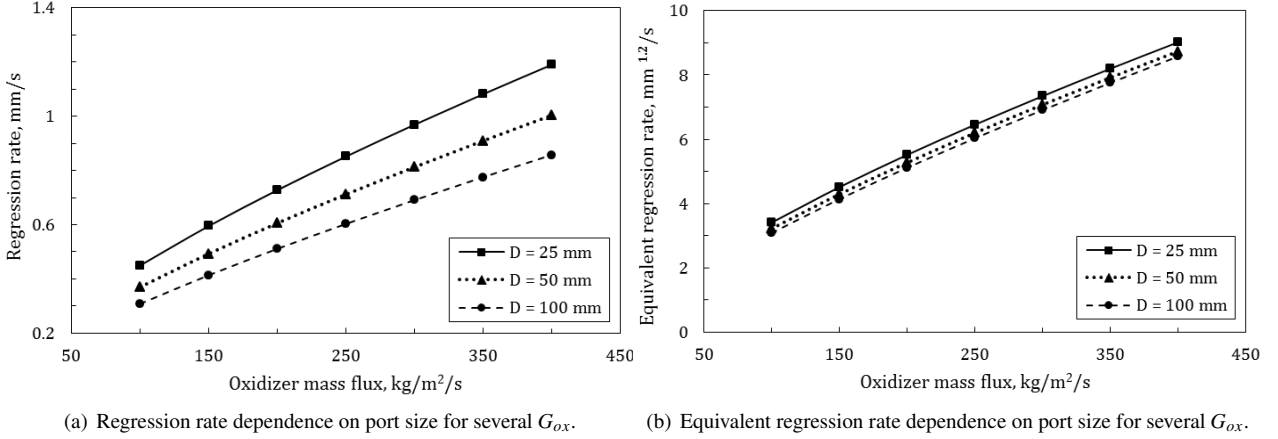 1.4
1
0.6
0.2
Regression rate, mm/s
50 150 250 350 450
Oxidizer mass flux, kg/m²/s
D = 25 mm
D = 50 mm
D = 100 mm
(a) Regression rate dependence on port size for several Gₒₓ.
10
8
6
4
2
0
Equivalent regression rate, mm ¹·²/s
50 150 250 350 450
Oxidizer mass flux, kg/m²/s
D = 25 mm
D = 50 mm
D = 100 mm
(b) Equivalent regression rate dependence on port size for several Gₒₓ.